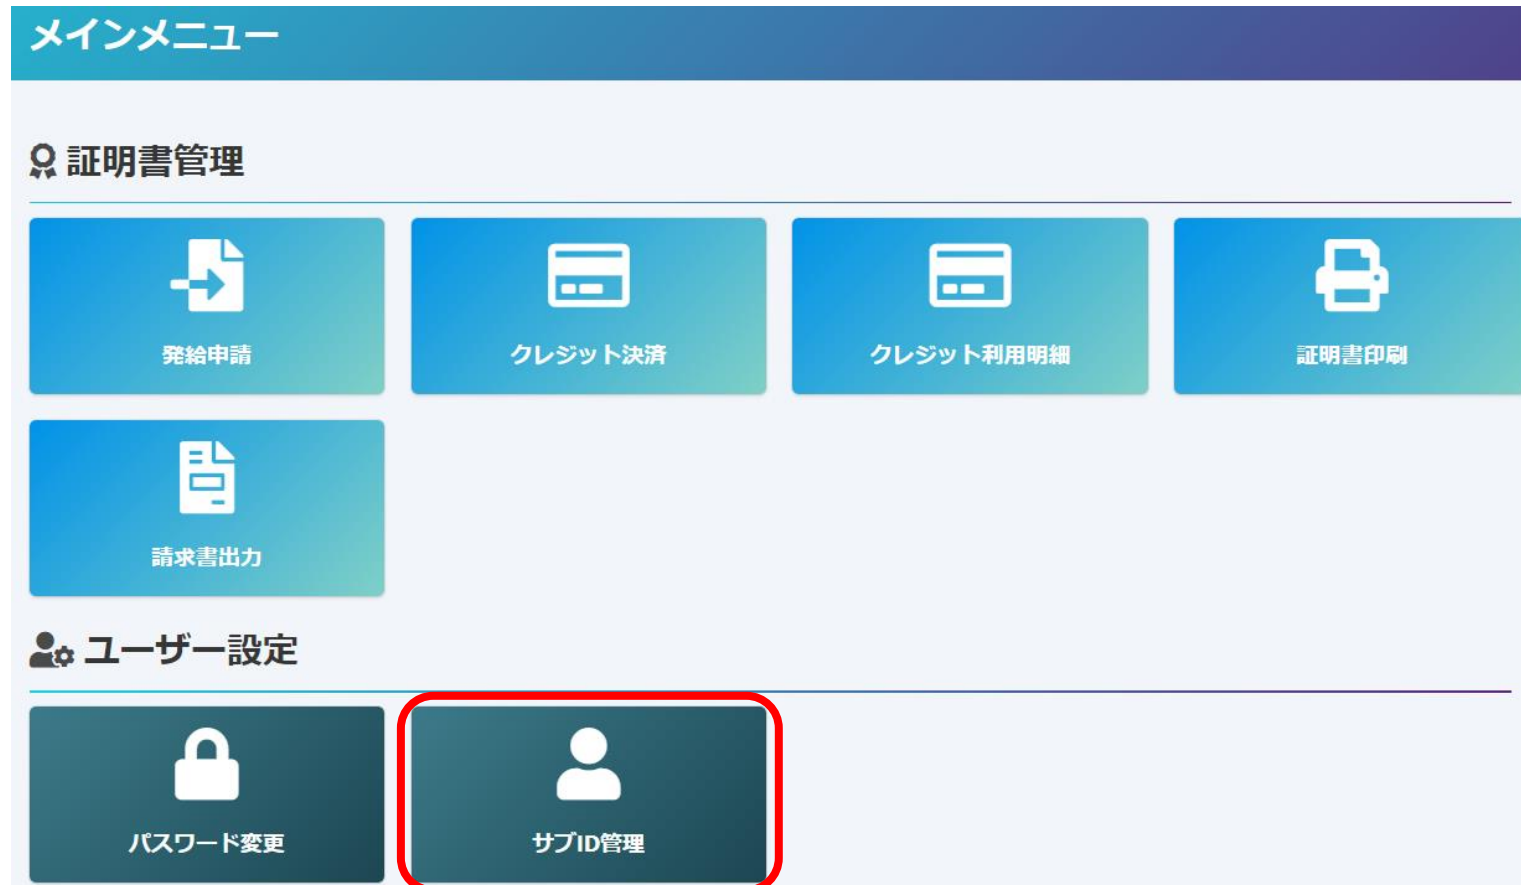 メインメニュー
証明書管理
発給申請
クレジット決済
クレジット利用明細
証明書印刷
請求書出力
ユーザー設定
パスワード変更
サブID管理